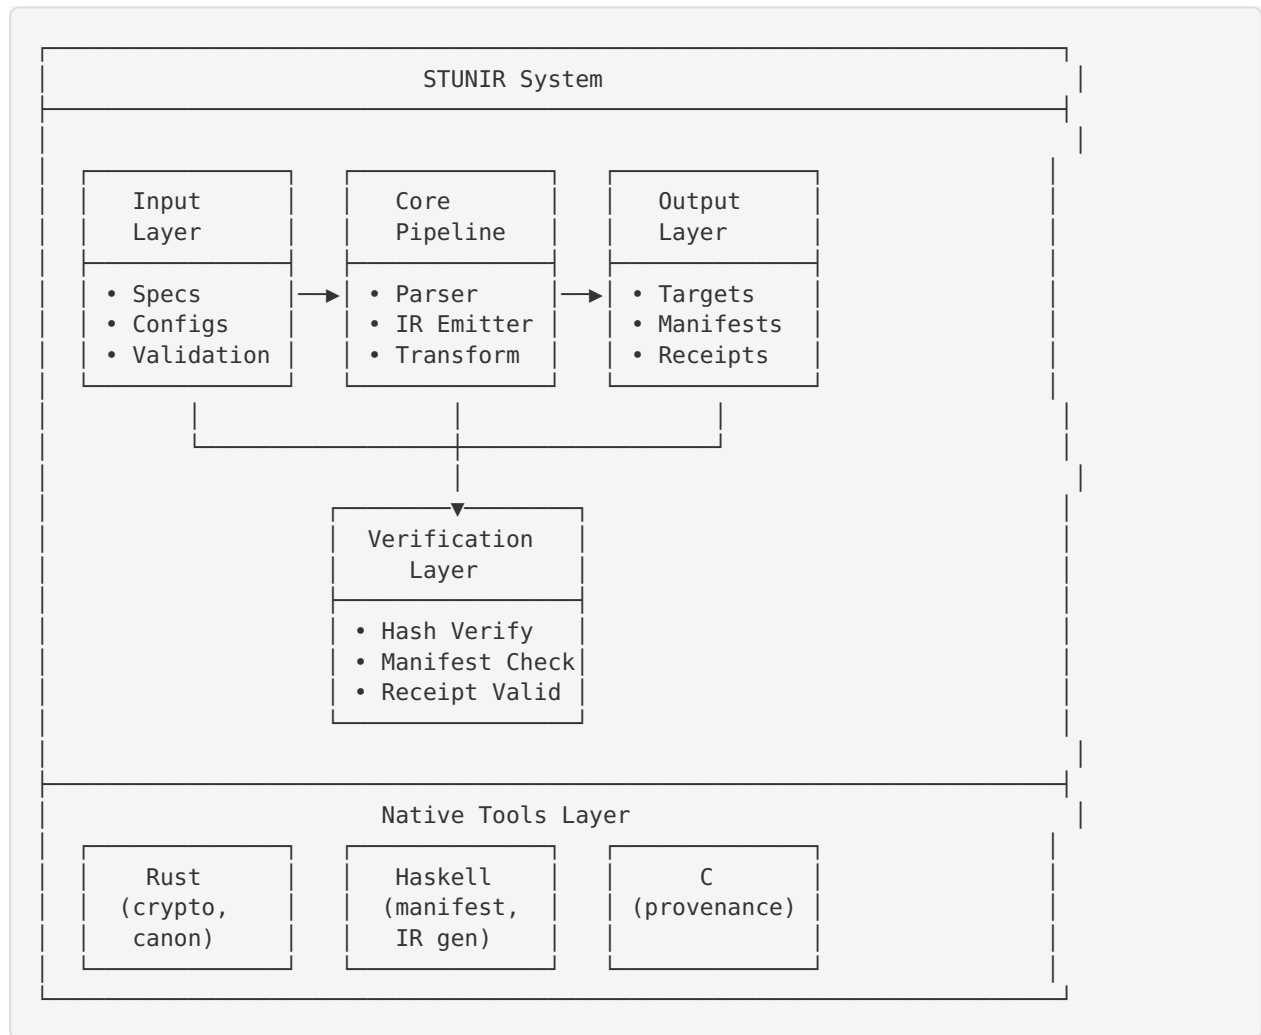 STUNIR System
Input Core Output
Layer Pipeline Layer
• Specs • Parser • Targets
• Configs • IR Emitter • Manifests
• Validation • Transform • Receipts
Verification
Layer
• Hash Verify
• Manifest Check
• Receipt Valid
Native Tools Layer
Rust Haskell C
(crypto, (manifest, (provenance)
canon) IR gen)